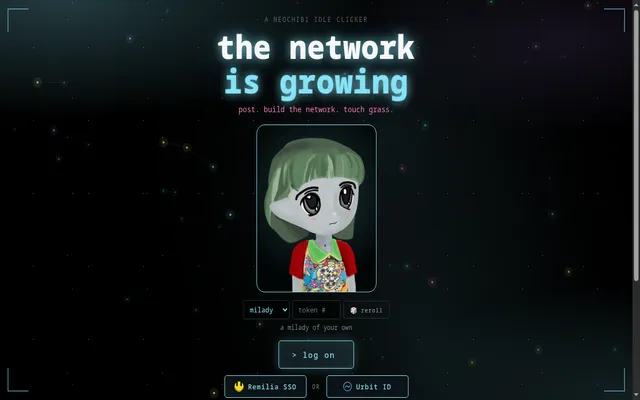 A NEOCHIBI IDLE CLICKER
the network
is growing
post. build the network. touch grass.
milady
token #
reroll
a milady of your own
> log on
Remilia SSO
OR
Urbit ID